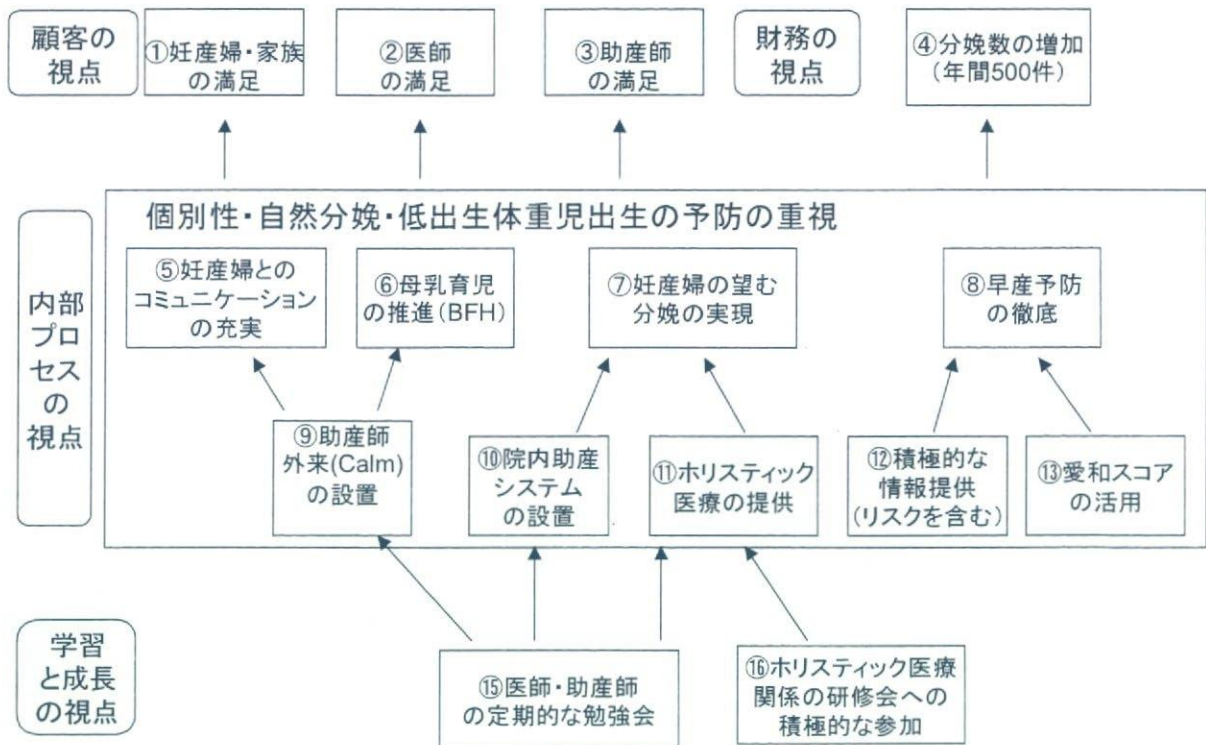 顧客の
視点
①妊産婦・家族
の満足
②医師
の満足
③助産師
の満足
財務の
視点
④分娩数の増加
(年間500件)
内部
プロ
セス
の
視点
個別性・自然分娩・低出生体重児出生の予防の重視
⑤妊産婦との
コミュニケーション
の充実
⑥母乳育児
の推進(BFH)
⑦妊産婦の望む
分娩の実現
⑧早産予防
の徹底
⑨助産師
外来(Calm)
の設置
⑩院内助産
システム
の設置
⑪ホリスティック
医療の提供
⑫積極的な
情報提供
(リスクを含む)
⑬愛和スコア
の活用
学習
と成長
の視点
⑮医師・助産師
の定期的な勉強会
⑯ホリスティック医療
関係の研修会への
積極的な参加